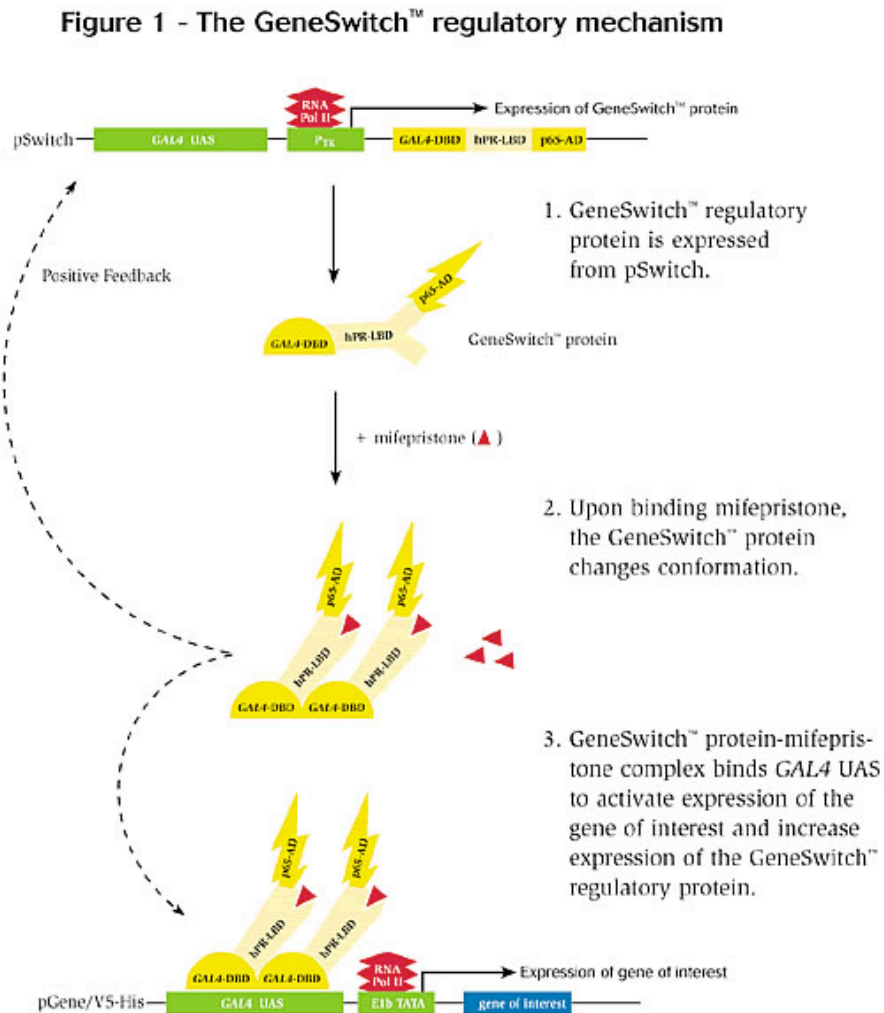 Figure 1 - The GeneSwitch™ regulatory mechanism
RNA
Pol II
Expression of GeneSwitch™ protein
pSwitch
GAL4 UAS
PTK
GAL4-DBD
hPR-LBD
p65-AD
1. GeneSwitch™ regulatory
protein is expressed
from pSwitch.
Positive Feedback
p65-AD
hPR-LBD
GAL4-DBD
GeneSwitch™ protein
+ mifepristone (▲)
2. Upon binding mifepristone,
the GeneSwitch™ protein
changes conformation.
p65-AD
p65-AD
hPR-LBD
hPR-LBD
GAL4-DBD
GAL4-DBD
3. GeneSwitch™ protein-mifepris-
tone complex binds GAL4 UAS
to activate expression of the
gene of interest and increase
expression of the GeneSwitch™
regulatory protein.
p65-AD
p65-AD
hPR-LBD
hPR-LBD
GAL4-DBD
GAL4-DBD
RNA
Pol II
Expression of gene of interest
pGene/V5-His
GAL4 UAS
E1b TATA
gene of interest